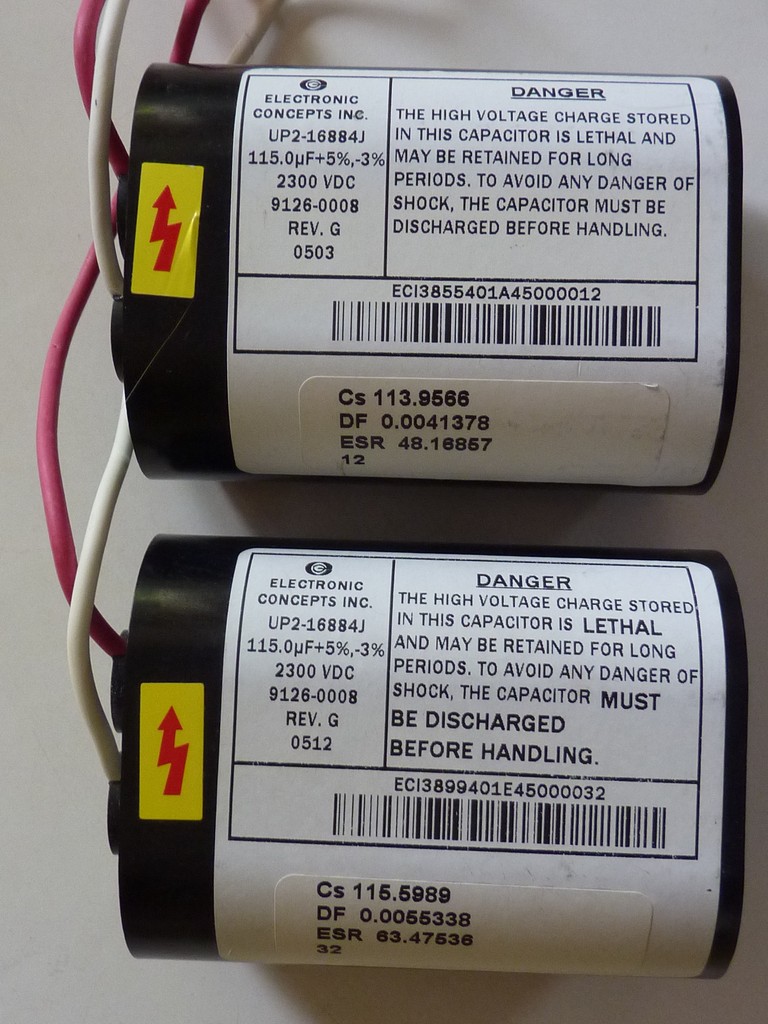 ELECTRONIC
CONCEPTS INC.
UP2-16884J
115.0µF+5%,-3%
2300 VDC
9126-0008
REV. G
0503
DANGER
THE HIGH VOLTAGE CHARGE STORED
IN THIS CAPACITOR IS LETHAL AND
MAY BE RETAINED FOR LONG
PERIODS. TO AVOID ANY DANGER OF
SHOCK, THE CAPACITOR MUST BE
DISCHARGED BEFORE HANDLING.
ECI3855401A45000012
Cs 113.9566
DF 0.0041378
ESR 48.16857
12
ELECTRONIC
CONCEPTS INC.
UP2-16884J
115.0µF+5%,-3%
2300 VDC
9126-0008
REV. G
0512
DANGER
THE HIGH VOLTAGE CHARGE STORED
IN THIS CAPACITOR IS LETHAL
AND MAY BE RETAINED FOR LONG
PERIODS. TO AVOID ANY DANGER OF
SHOCK, THE CAPACITOR MUST
BE DISCHARGED
BEFORE HANDLING.
ECI3899401E45000032
Cs 115.5989
DF 0.0055338
ESR 63.47536
32